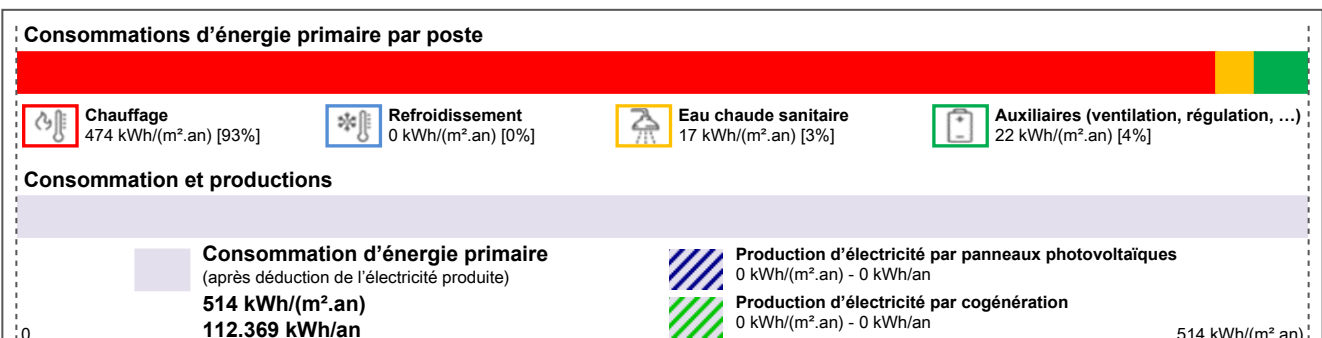 Consommations d’énergie primaire par poste
Chauffage
474 kWh/(m².an) [93%]
Refroidissement
0 kWh/(m².an) [0%]
Eau chaude sanitaire
17 kWh/(m².an) [3%]
Auxiliaires (ventilation, régulation, …)
22 kWh/(m².an) [4%]
Consommation et productions
Consommation d’énergie primaire
(après déduction de l’électricité produite)
514 kWh/(m².an)
112.369 kWh/an
Production d’électricité par panneaux photovoltaïques
0 kWh/(m².an) - 0 kWh/an
Production d’électricité par cogénération
0 kWh/(m².an) - 0 kWh/an
0
514 kWh/(m².an)